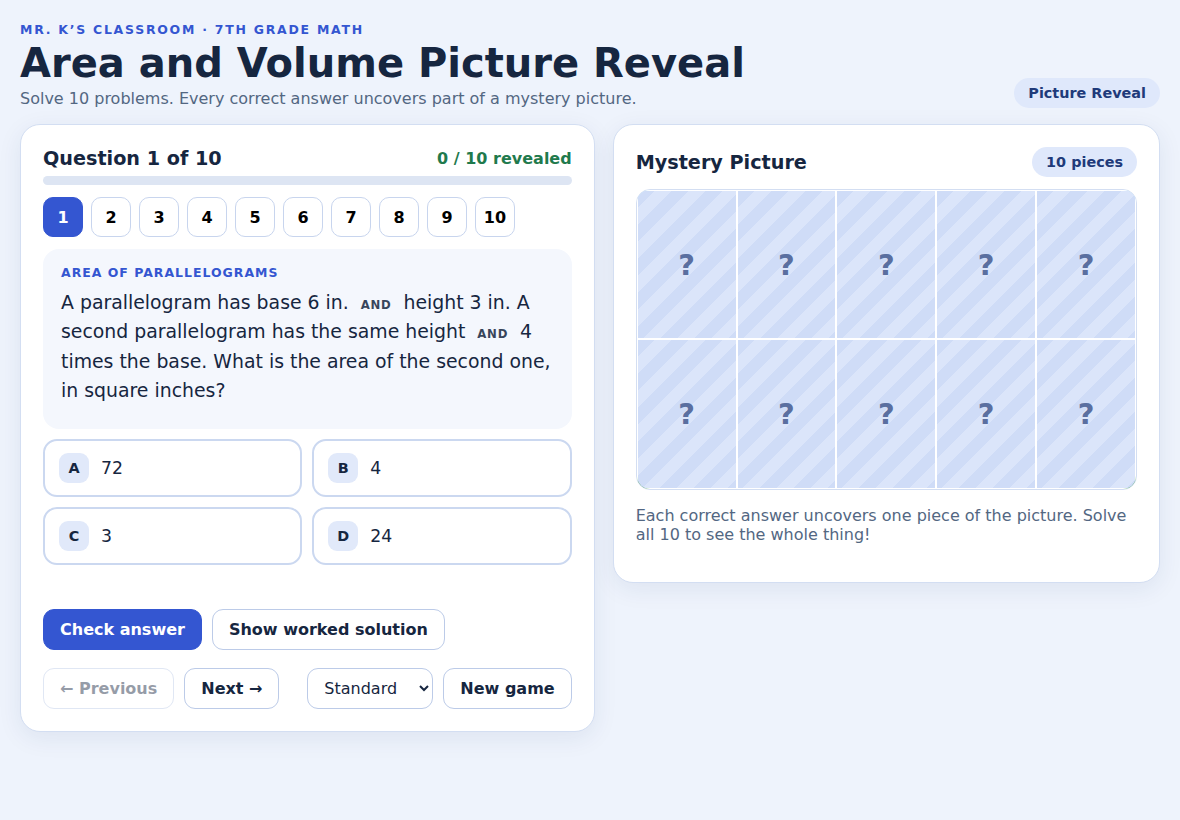 MR. K’S CLASSROOM · 7TH GRADE MATH
Area and Volume Picture Reveal
Solve 10 problems. Every correct answer uncovers part of a mystery picture.
Picture Reveal
Question 1 of 10
0 / 10 revealed
1 2 3 4 5 6 7 8 9 10
AREA OF PARALLELOGRAMS
A parallelogram has base 6 in. AND height 3 in. A
second parallelogram has the same height AND 4
times the base. What is the area of the second one,
in square inches?
A 72
B 4
C 3
D 24
Check answer
Show worked solution
← Previous
Next →
Standard
New game
Mystery Picture
10 pieces
? ? ? ? ?
? ? ? ? ?
Each correct answer uncovers one piece of the picture. Solve
all 10 to see the whole thing!